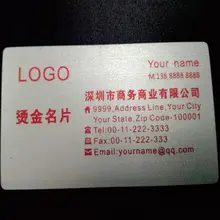 LOGO
Your name
M:138 8888 8888
烫金名片
深圳市商务商业有限公司
9999,Address Line,Your City
Your State,Zip Code-100001
Tel:00-11-222-3333
Fax:00-11-222-2222
Email:yourname@qq.com